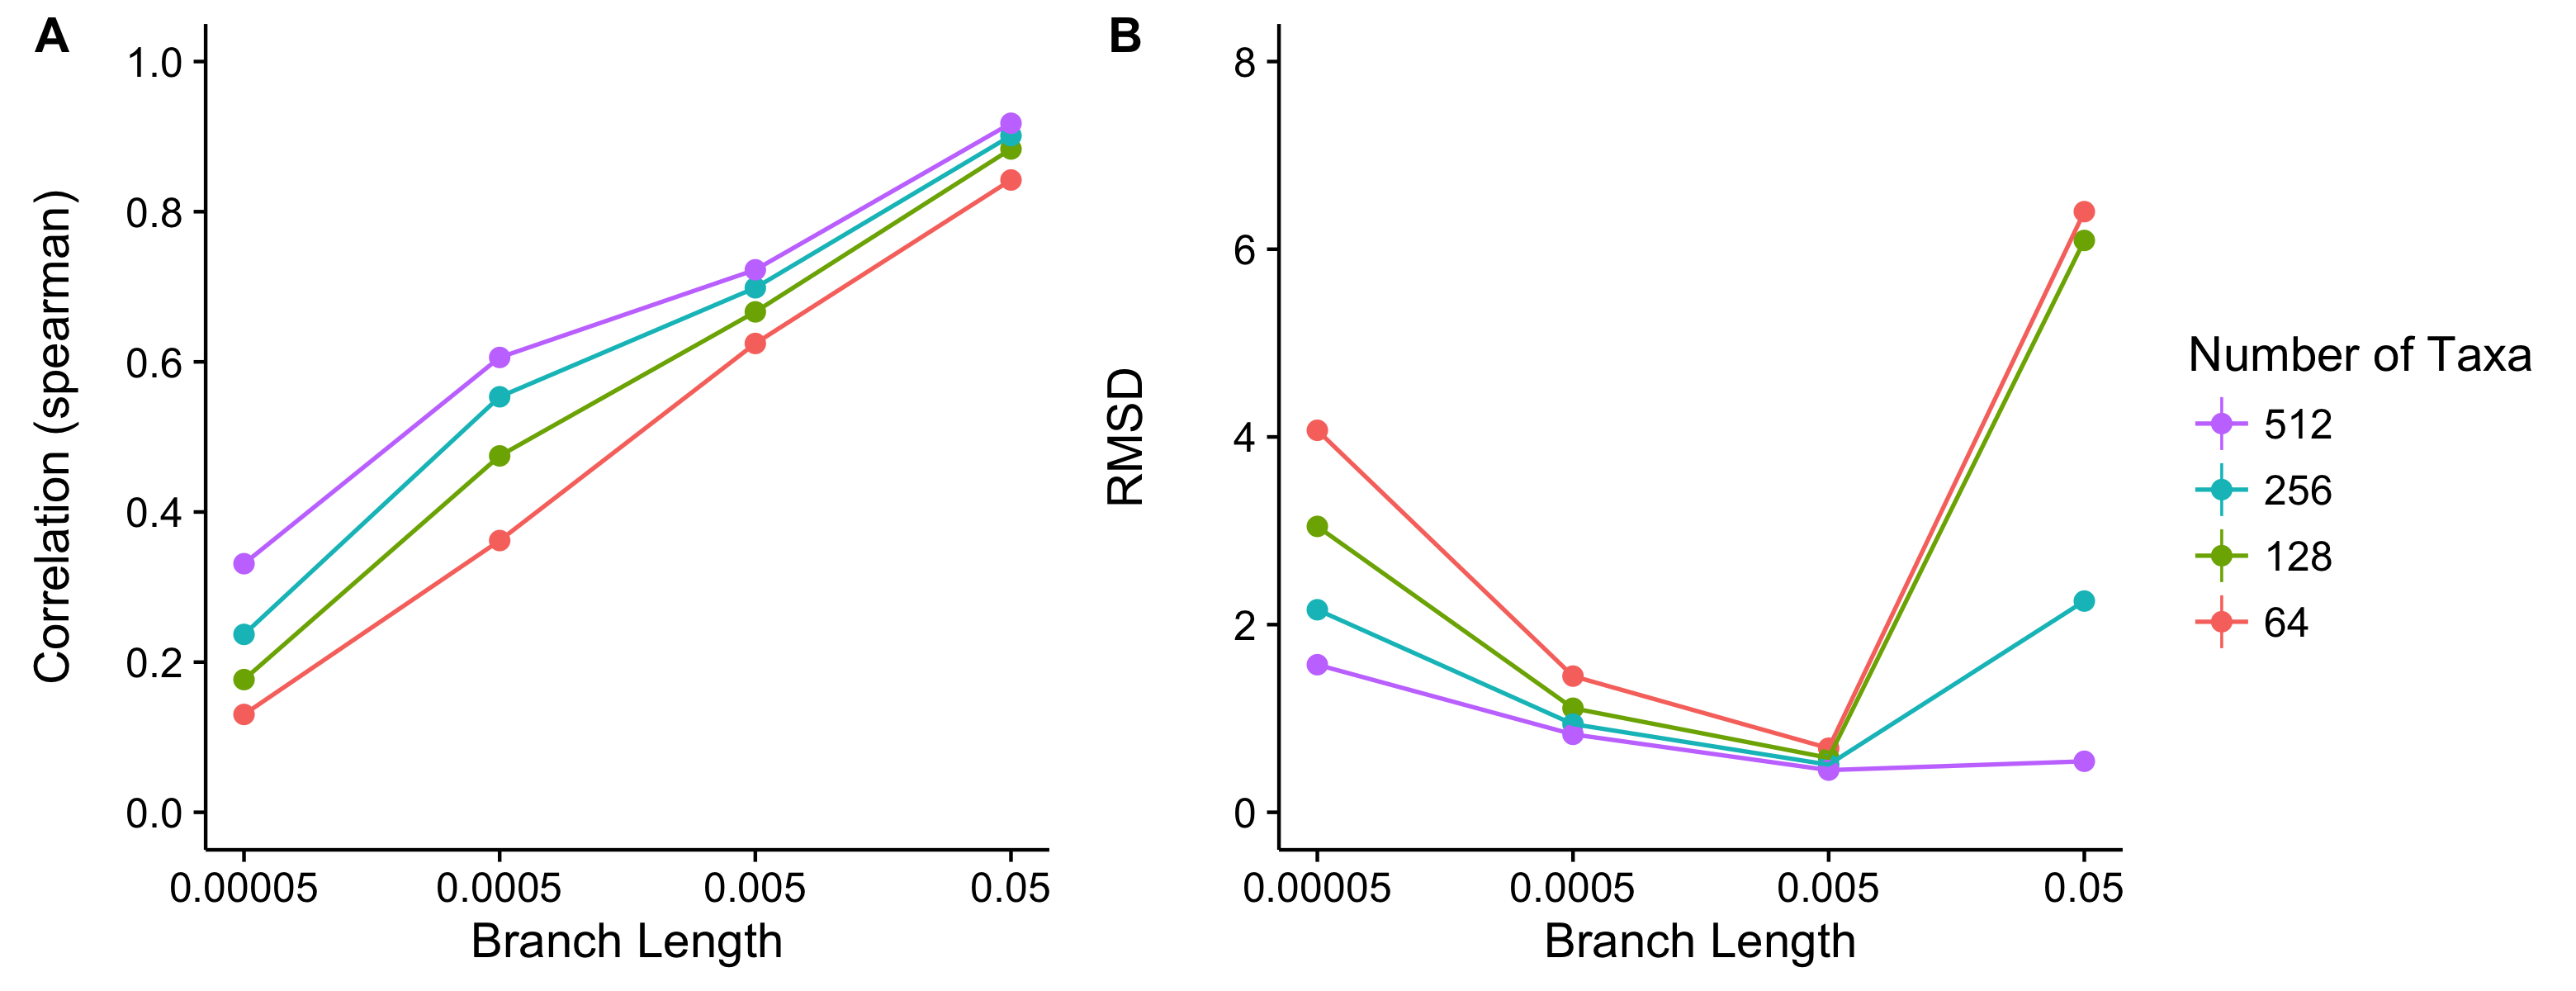 A
1.0
0.8
0.6
0.4
0.2
0.0
Correlation (spearman)
0.00005 0.0005 0.005 0.05
Branch Length
B
8
6
4
2
0
RMSD
0.00005 0.0005 0.005 0.05
Branch Length
Number of Taxa
512
256
128
64